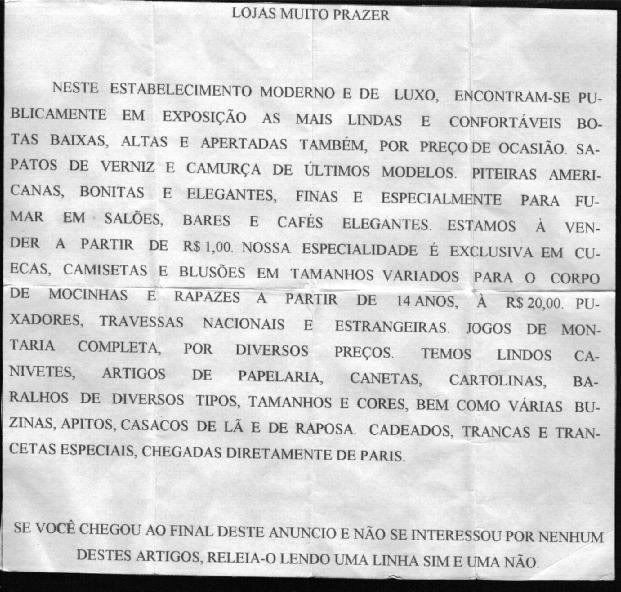 LOJAS MUITO PRAZER
NESTE ESTABELECIMENTO MODERNO E DE LUXO, ENCONTRAM-SE PU-
BLICAMENTE EM EXPOSIÇÃO AS MAIS LINDAS E CONFORTÁVEIS BO-
TAS BAIXAS, ALTAS E APERTADAS TAMBÉM, POR PREÇO DE OCASIÃO. SA-
PATOS DE VERNIZ E CAMURÇA DE ÚLTIMOS MODELOS. PITEIRAS AMERI-
CANAS, BONITAS E ELEGANTES, FINAS E ESPECIALMENTE PARA FU-
MAR EM SALÕES, BARES E CAFÉS ELEGANTES. ESTAMOS À VEN-
DER A PARTIR DE R$ 1,00. NOSSA ESPECIALIDADE É EXCLUSIVA EM CU-
ECAS, CAMISETAS E BLUSÕES EM TAMANHOS VARIADOS PARA O CORPO
DE MOCINHAS E RAPAZES A PARTIR DE 14 ANOS, À R$ 20,00. PU-
XADORES, TRAVESSAS NACIONAIS E ESTRANGEIRAS. JOGOS DE MON-
TARIA COMPLETA, POR DIVERSOS PREÇOS. TEMOS LINDOS CA-
NIVETES, ARTIGOS DE PAPELARIA, CANETAS, CARTOLINAS, BA-
RALHOS DE DIVERSOS TIPOS, TAMANHOS E CORES, BEM COMO VÁRIAS BU-
ZINAS, APITOS, CASACOS DE LÃ E DE RAPOSA. CADEADOS, TRANCAS E TRAN-
CETAS ESPECIAIS, CHEGADAS DIRETAMENTE DE PARIS.
SE VOCÊ CHEGOU AO FINAL DESTE ANUNCIO E NÃO SE INTERESSOU POR NENHUM
DESTES ARTIGOS, RELEIA-O LENDO UMA LINHA SIM E UMA NÃO.